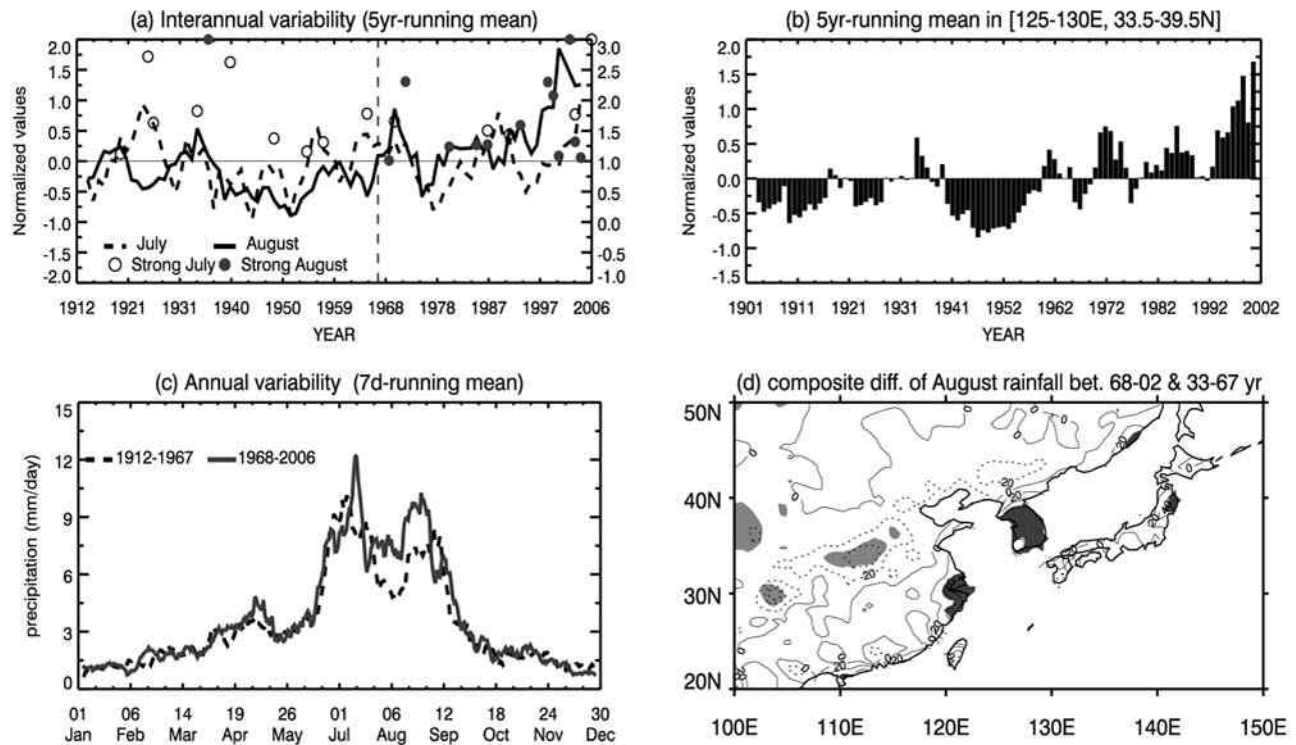 (a) Interannual variability (5yr-running mean)
Normalized values
2.0
1.5
1.0
0.5
0.0
-0.5
-1.0
-1.5
-2.0
3.0
2.5
2.0
1.5
1.0
0.5
0.0
-0.5
-1.0
July August
Strong July Strong August
1912 1921 1931 1940 1950 1959 1968 1978 1987 1997 2006
YEAR
(b) 5yr-running mean in [125-130E, 33.5-39.5N]
Normalized values
2.0
1.5
1.0
0.5
0.0
-0.5
-1.0
-1.5
1901 1911 1921 1931 1942 1952 1962 1972 1982 1992 2002
YEAR
(c) Annual variability (7d-running mean)
precipitation (mm/day)
15
12
9
6
3
0
1912-1967 1968-2006
01 06 14 19 26 01 06 12 18 24 30
Jan Feb Mar Apr May Jul Aug Sep Oct Nov Dec
(d) composite diff. of August rainfall bet. 68-02 & 33-67 yr
50N
40N
30N
20N
100E 110E 120E 130E 140E 150E